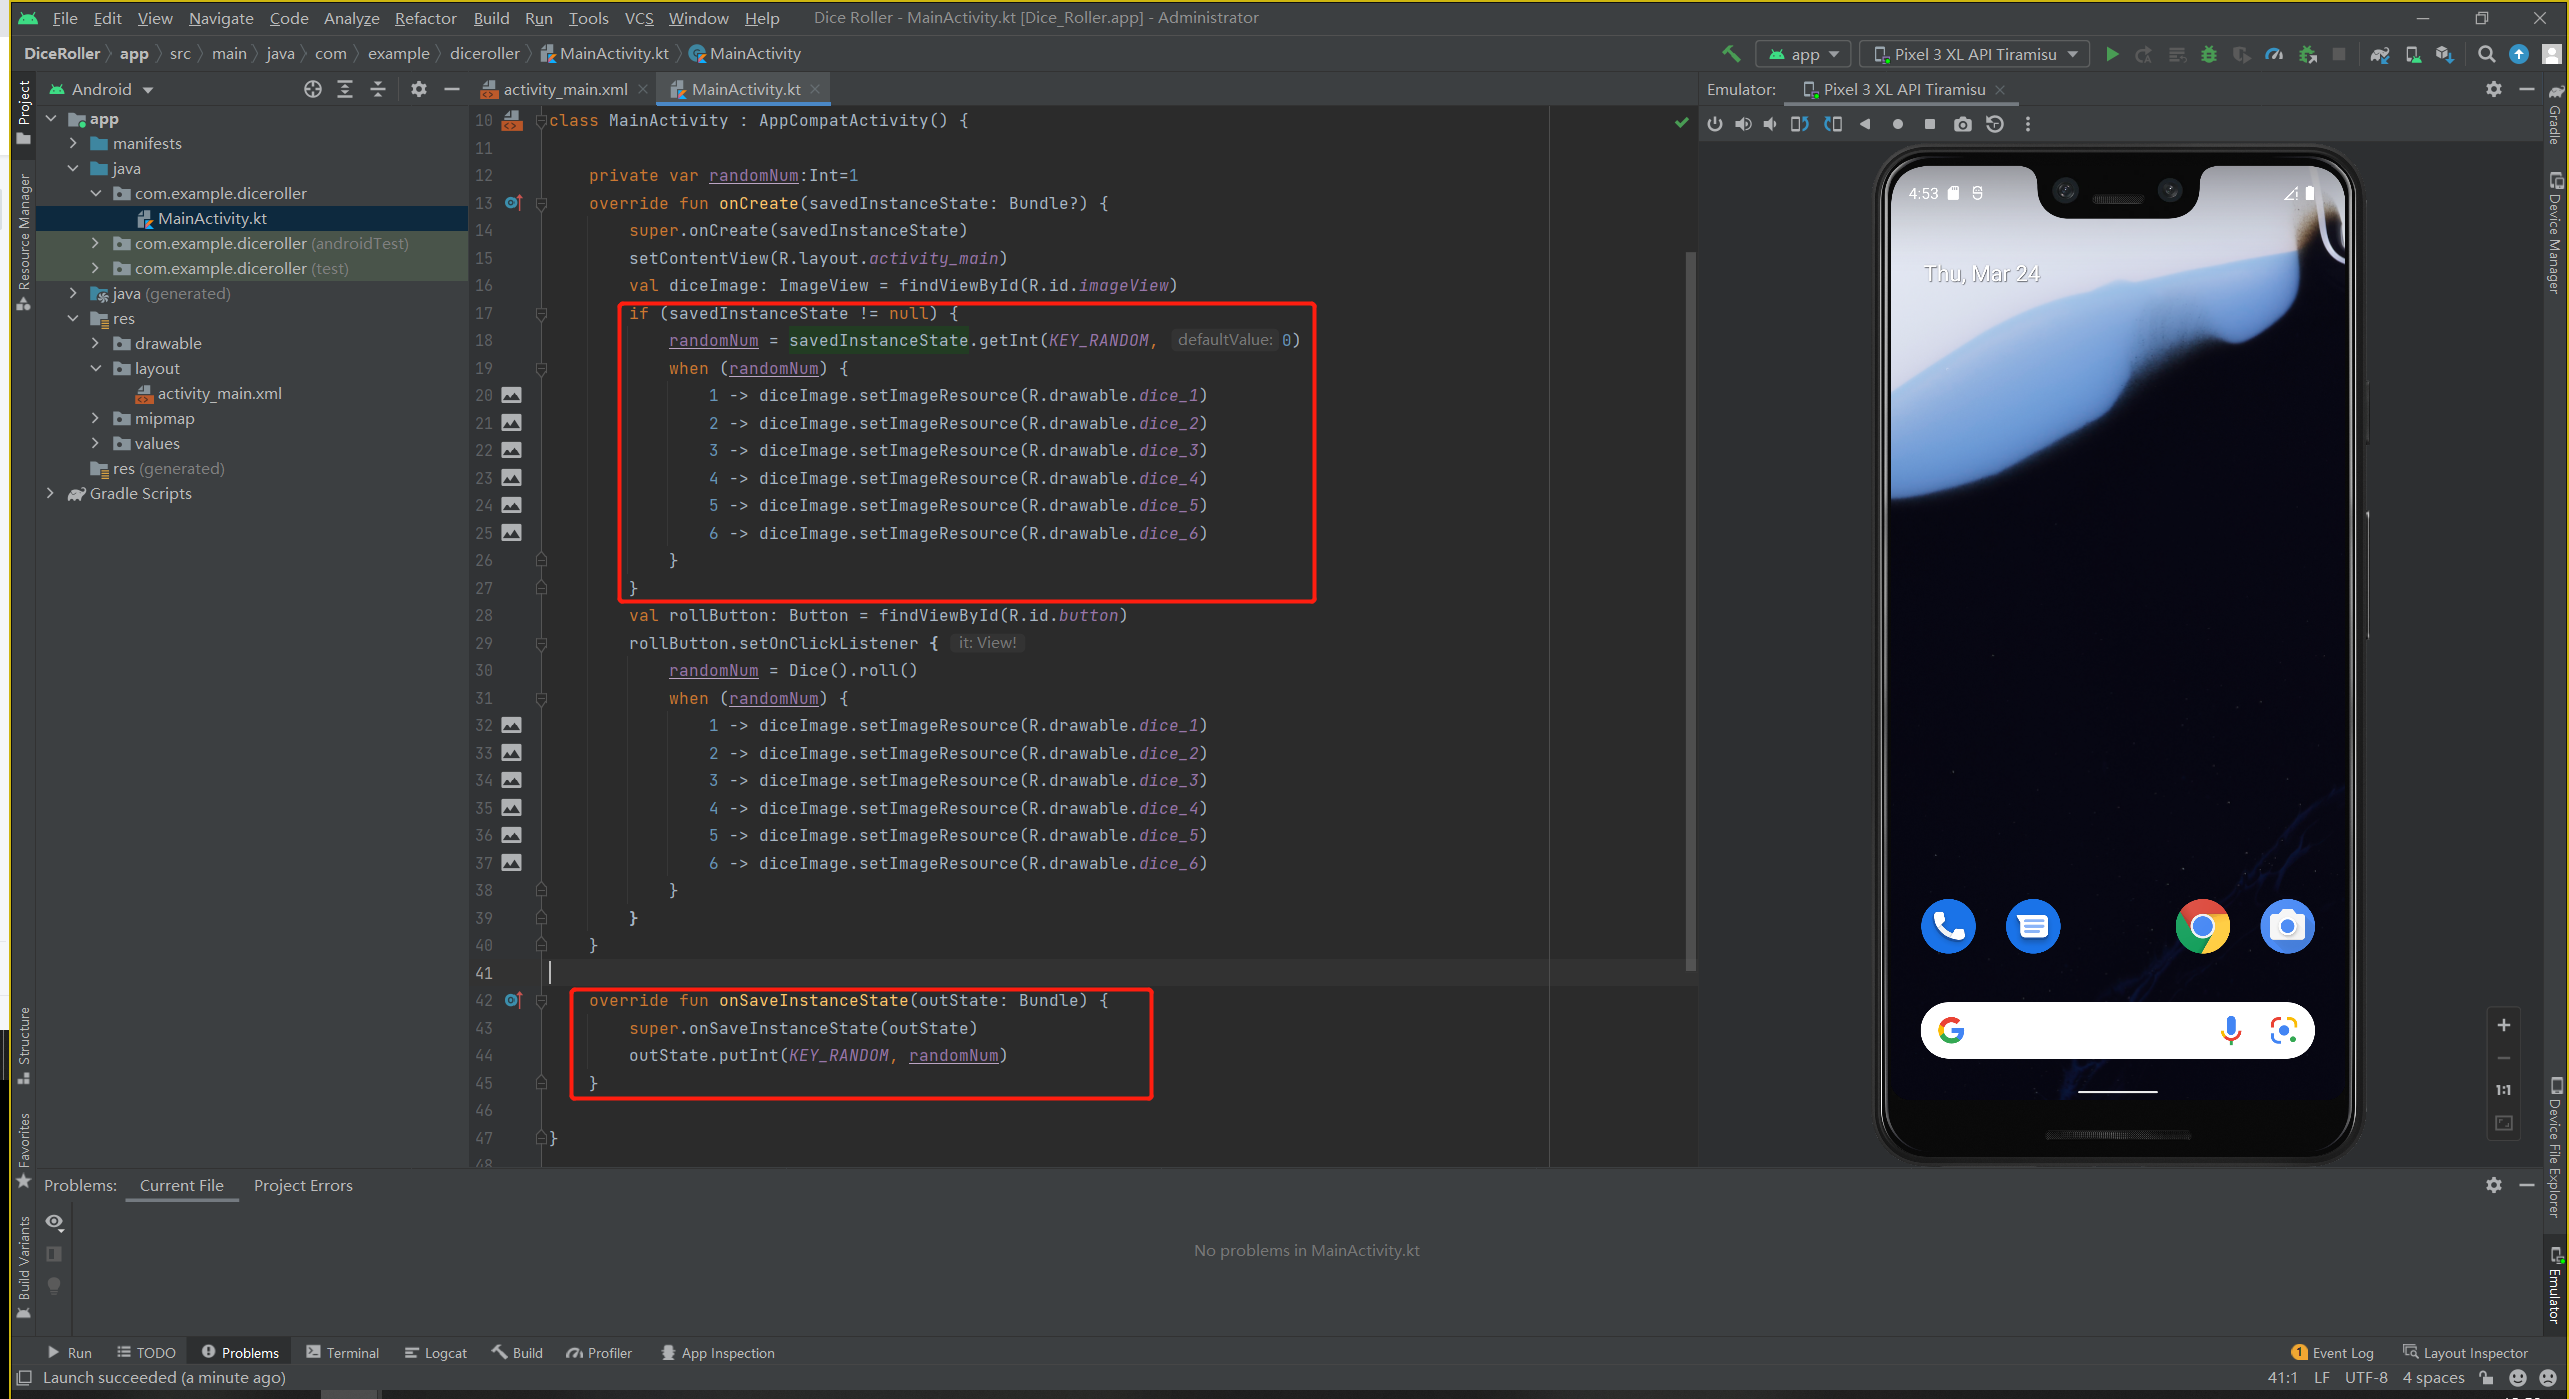 File Edit View Navigate Code Analyze Refactor Build Run Tools VCS Window Help Dice Roller - MainActivity.kt [Dice_Roller.app] - Administrator
DiceRoller app src main java com example diceroller MainActivity.kt MainActivity
app Pixel 3 XL API Tiramisu
Project
Resource Manager
Structure
Favorites
Build Variants
Android
app
manifests
java
com.example.diceroller
MainActivity.kt
com.example.diceroller (androidTest)
com.example.diceroller (test)
java (generated)
res
drawable
layout
activity_main.xml
mipmap
values
res (generated)
Gradle Scripts
activity_main.xml MainActivity.kt
10 class MainActivity : AppCompatActivity() {
11
12 private var randomNum:Int=1
13 override fun onCreate(savedInstanceState: Bundle?) {
14 super.onCreate(savedInstanceState)
15 setContentView(R.layout.activity_main)
16 val diceImage: ImageView = findViewById(R.id.imageView)
17 if (savedInstanceState != null) {
18 randomNum = savedInstanceState.getInt(KEY_RANDOM, defaultValue: 0)
19 when (randomNum) {
20 1 -> diceImage.setImageResource(R.drawable.dice_1)
21 2 -> diceImage.setImageResource(R.drawable.dice_2)
22 3 -> diceImage.setImageResource(R.drawable.dice_3)
23 4 -> diceImage.setImageResource(R.drawable.dice_4)
24 5 -> diceImage.setImageResource(R.drawable.dice_5)
25 6 -> diceImage.setImageResource(R.drawable.dice_6)
26 }
27 }
28 val rollButton: Button = findViewById(R.id.button)
29 rollButton.setOnClickListener { it: View!
30 randomNum = Dice().roll()
31 when (randomNum) {
32 1 -> diceImage.setImageResource(R.drawable.dice_1)
33 2 -> diceImage.setImageResource(R.drawable.dice_2)
34 3 -> diceImage.setImageResource(R.drawable.dice_3)
35 4 -> diceImage.setImageResource(R.drawable.dice_4)
36 5 -> diceImage.setImageResource(R.drawable.dice_5)
37 6 -> diceImage.setImageResource(R.drawable.dice_6)
38 }
39 }
40 }
41
42 override fun onSaveInstanceState(outState: Bundle) {
43 super.onSaveInstanceState(outState)
44 outState.putInt(KEY_RANDOM, randomNum)
45 }
46
47 }
48
Emulator: Pixel 3 XL API Tiramisu
4:53
Thu, Mar 24
1:1
Gradle
Device Manager
Device File Explorer
Emulator
Problems: Current File Project Errors
No problems in MainActivity.kt
Run TODO Problems Terminal Logcat Build Profiler App Inspection
1 Event Log Layout Inspector
Launch succeeded (a minute ago)
41:1 LF UTF-8 4 spaces